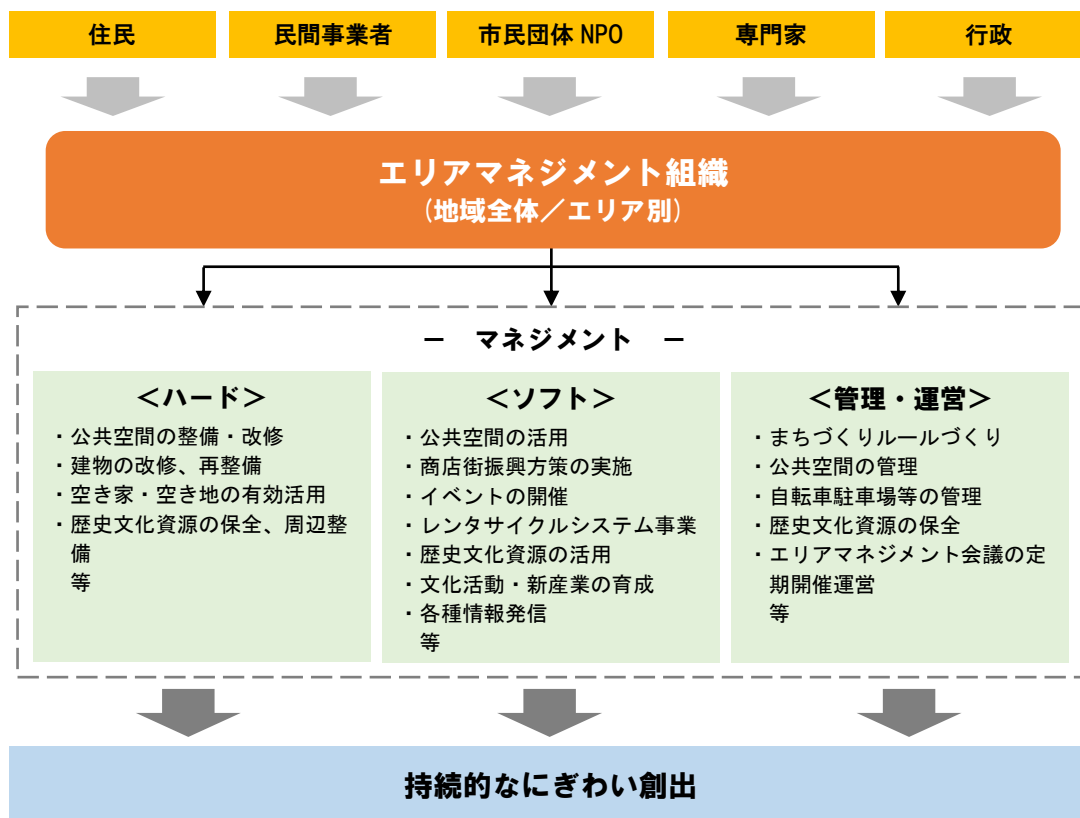 住民
民間事業者
市民団体 NPO
専門家
行政
エリアマネジメント組織
(地域全体／エリア別)
－ マネジメント －
＜ハード＞
・公共空間の整備・改修
・建物の改修、再整備
・空き家・空き地の有効活用
・歴史文化資源の保全、周辺整
備
等
＜ソフト＞
・公共空間の活用
・商店街振興方策の実施
・イベントの開催
・レンタサイクルシステム事業
・歴史文化資源の活用
・文化活動・新産業の育成
・各種情報発信
等
＜管理・運営＞
・まちづくりルールづくり
・公共空間の管理
・自転車駐車場等の管理
・歴史文化資源の保全
・エリアマネジメント会議の定
期開催運営
等
持続的なにぎわい創出